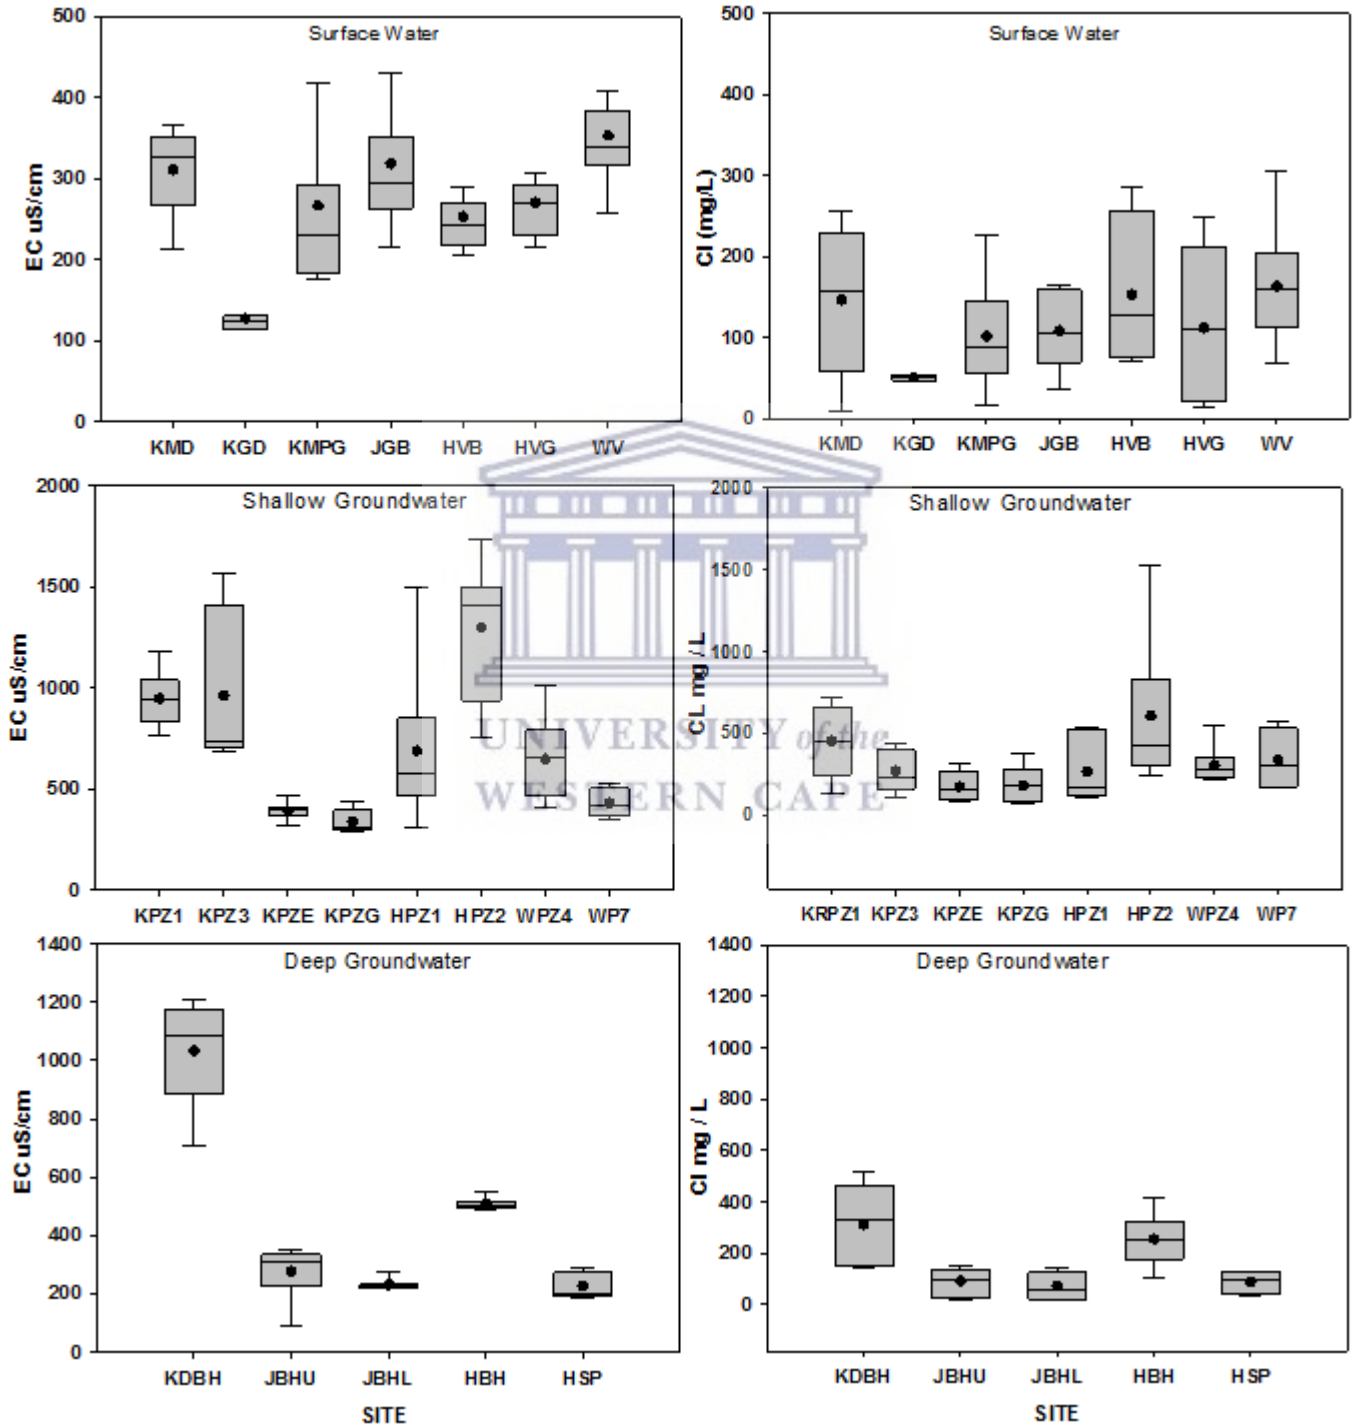 Surface Water
500
400
300
200
100
0
EC uS/cm
KMD KGD KMPG JGB HVB HVG WV
Surface Water
500
400
300
200
100
0
Cl (mg/L)
KMD KGD KMPG JGB HVB HVG WV
Shallow Groundwater
2000
1500
1000
500
0
EC uS/cm
KPZ1 KPZ3 KPZE KPZG HPZ1 HPZ2 WPZ4 WP7
Shallow Groundwater
2000
1500
1000
500
0
CL mg / L
KRPZ1 KPZ3 KPZE KPZG HPZ1 HPZ2 WPZ4 WP7
UNIVERSITY of the
WESTERN CAPE
Deep Groundwater
1400
1200
1000
800
600
400
200
0
EC uS/cm
KDBH JBHU JBHL HBH HSP
SITE
Deep Groundwater
1400
1200
1000
800
600
400
200
0
Cl mg / L
KDBH JBHU JBHL HBH HSP
SITE